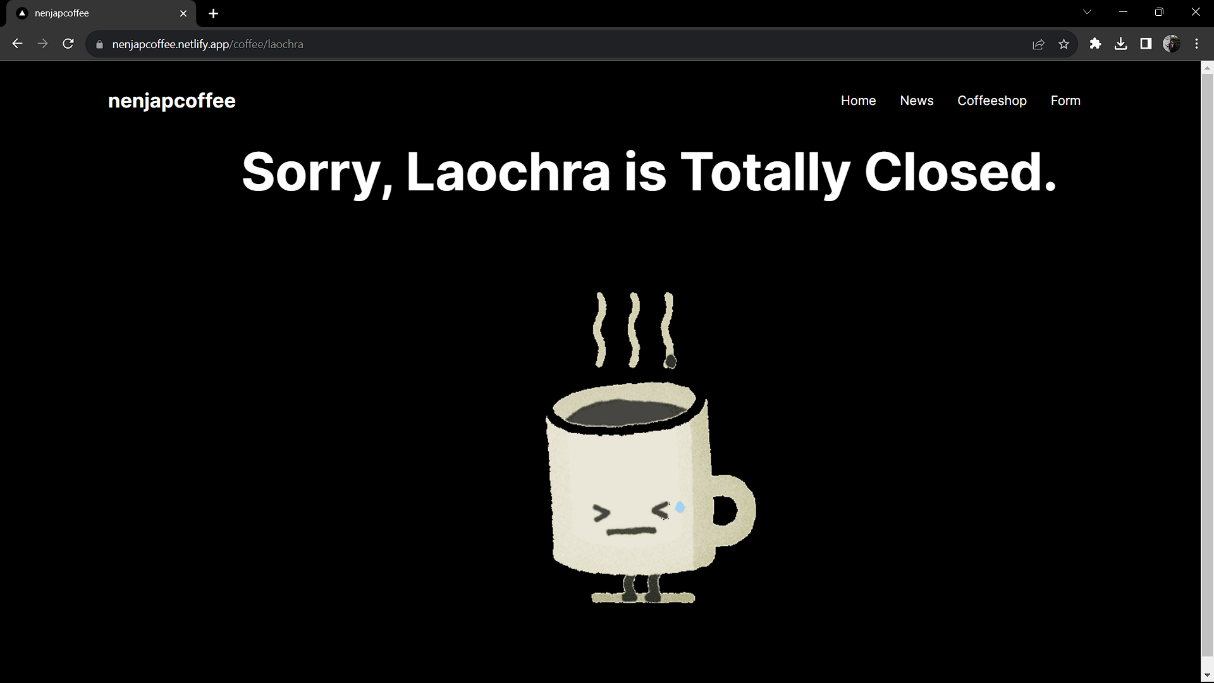 nenjapcoffee
nenjapcoffee.netlify.app/coffee/laochra
nenjapcoffee
Home News Coffeeshop Form
Sorry, Laochra is Totally Closed.